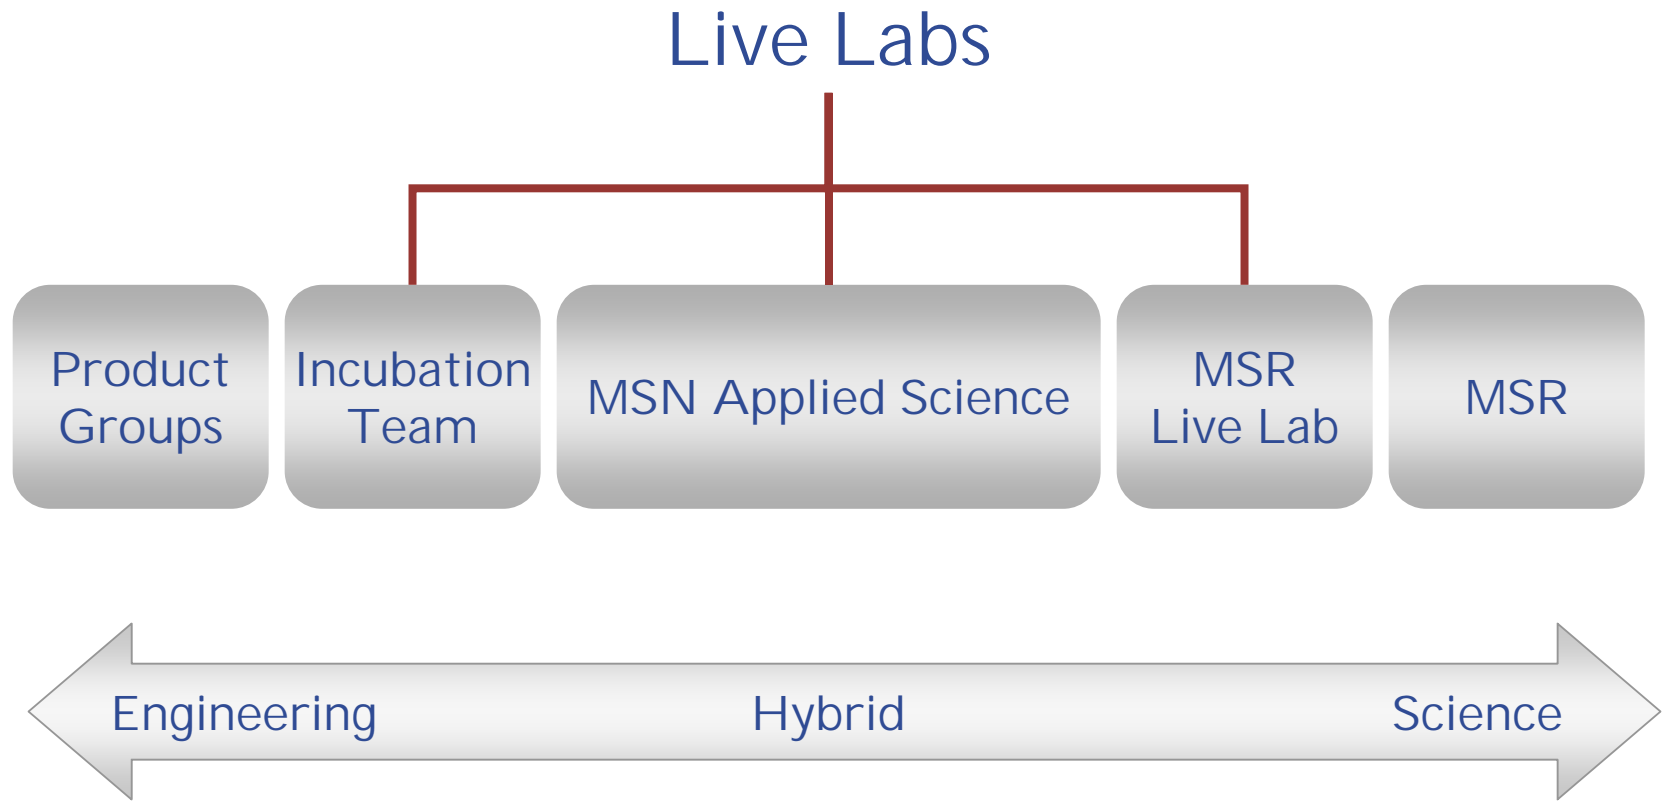 Live Labs
Product
Groups
Incubation
Team
MSN Applied Science
MSR
Live Lab
MSR
Engineering
Hybrid
Science